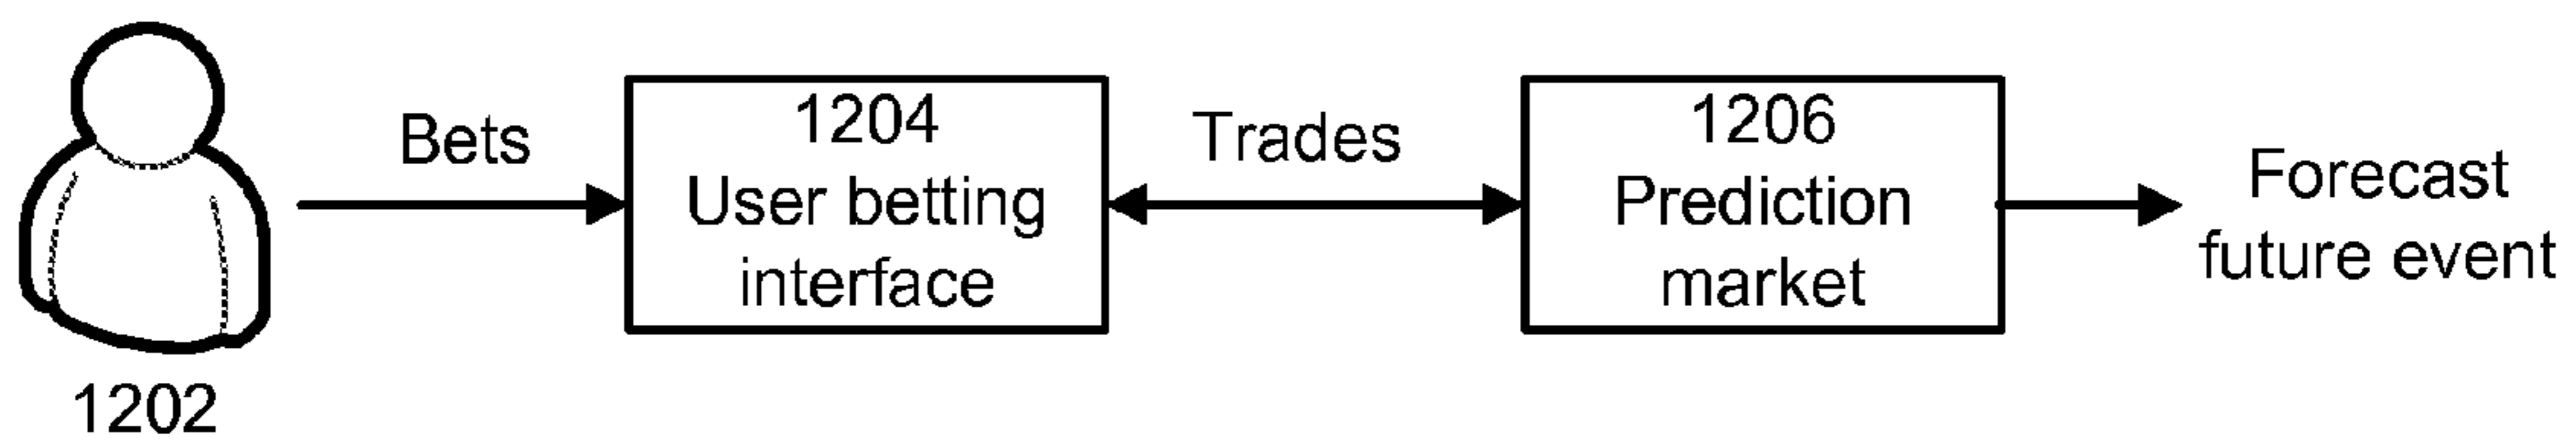 1202
Bets
1204
User betting
interface
Trades
1206
Prediction
market
Forecast
future event